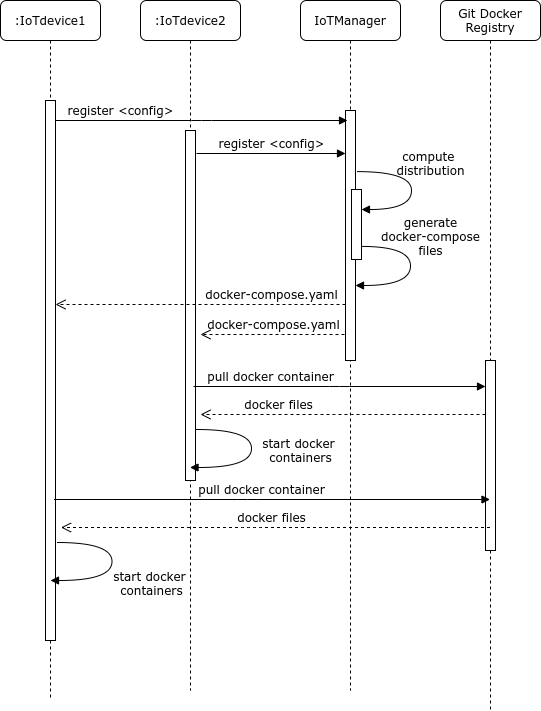 :IoTdevice1
:IoTdevice2
IoTManager
Git Docker
Registry
register <config>
register <config>
compute
distribution
generate
docker-compose
files
docker-compose.yaml
docker-compose.yaml
pull docker container
docker files
start docker
containers
pull docker container
docker files
start docker
containers